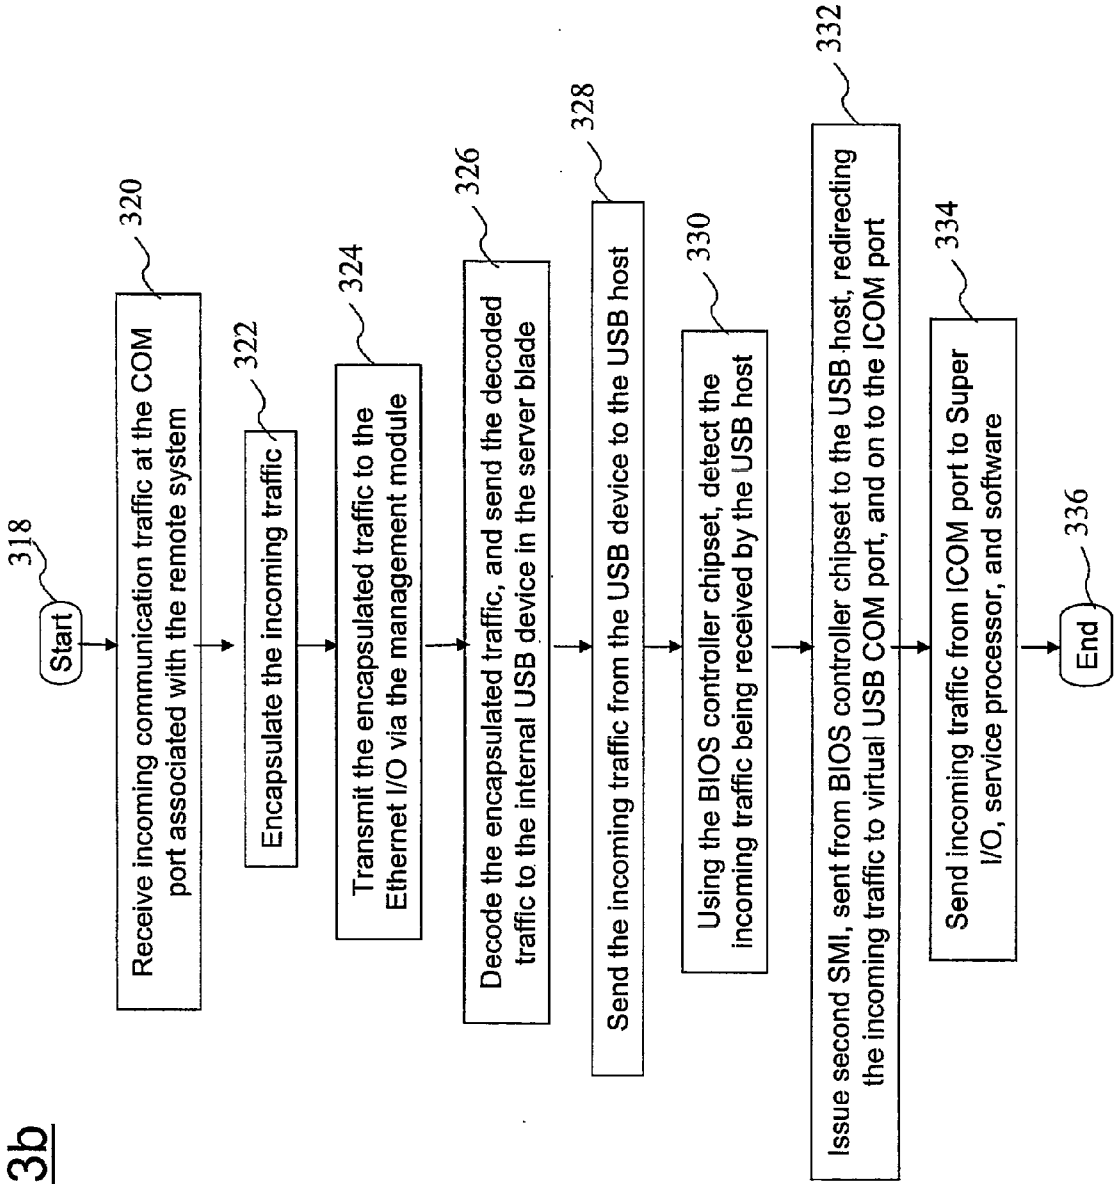 3b
318
Start
320
Receive incoming communication traffic at the COM
port associated with the remote system
322
Encapsulate the incoming traffic
324
Transmit the encapsulated traffic to the
Ethernet I/O via the management module
326
Decode the encapsulated traffic, and send the decoded
traffic to the internal USB device in the server blade
328
Send the incoming traffic from the USB device to the USB host
330
Using the BIOS controller chipset, detect the
incoming traffic being received by the USB host
332
Issue second SMI, sent from BIOS controller chipset to the USB host, redirecting
the incoming traffic to virtual USB COM port, and on to the ICOM port
334
Send incoming traffic from ICOM port to Super
I/O, service processor, and software
End
336